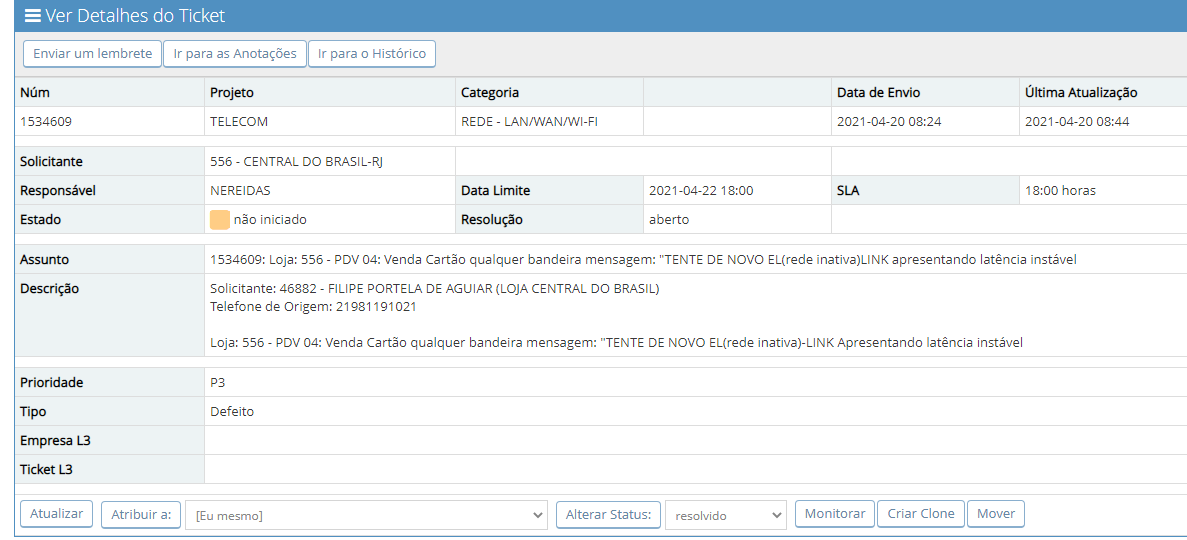 Ver Detalhes do Ticket
Enviar um lembrete Ir para as Anotações Ir para o Histórico
Núm Projeto Categoria Data de Envio Última Atualização
1534609 TELECOM REDE - LAN/WAN/WI-FI 2021-04-20 08:24 2021-04-20 08:44
Solicitante 556 - CENTRAL DO BRASIL-RJ
Responsável NEREIDAS Data Limite 2021-04-22 18:00 SLA 18:00 horas
Estado não iniciado Resolução aberto
Assunto 1534609: Loja: 556 - PDV 04: Venda Cartão qualquer bandeira mensagem: "TENTE DE NOVO EL(rede inativa)LINK apresentando latência instável
Descrição Solicitante: 46882 - FILIPE PORTELA DE AGUIAR (LOJA CENTRAL DO BRASIL)
Telefone de Origem: 21981191021
Loja: 556 - PDV 04: Venda Cartão qualquer bandeira mensagem: "TENTE DE NOVO EL(rede inativa)-LINK Apresentando latência instável
Prioridade P3
Tipo Defeito
Empresa L3
Ticket L3
Atualizar Atribuir a: [Eu mesmo] Alterar Status: resolvido Monitorar Criar Clone Mover